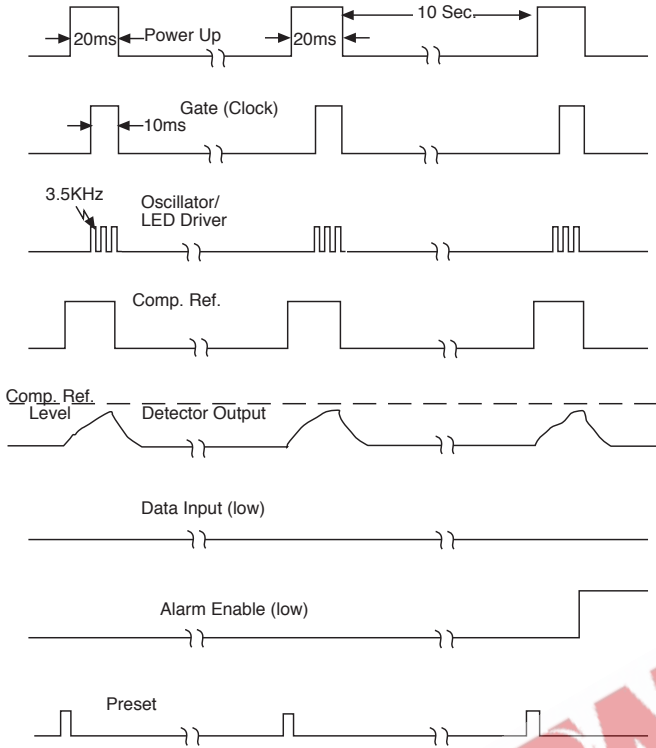 10 Sec.
20ms Power Up 20ms
Gate (Clock)
10ms
3.5KHz
Oscillator/
LED Driver
Comp. Ref.
Comp. Ref.
Level Detector Output
Data Input (low)
Alarm Enable (low)
Preset